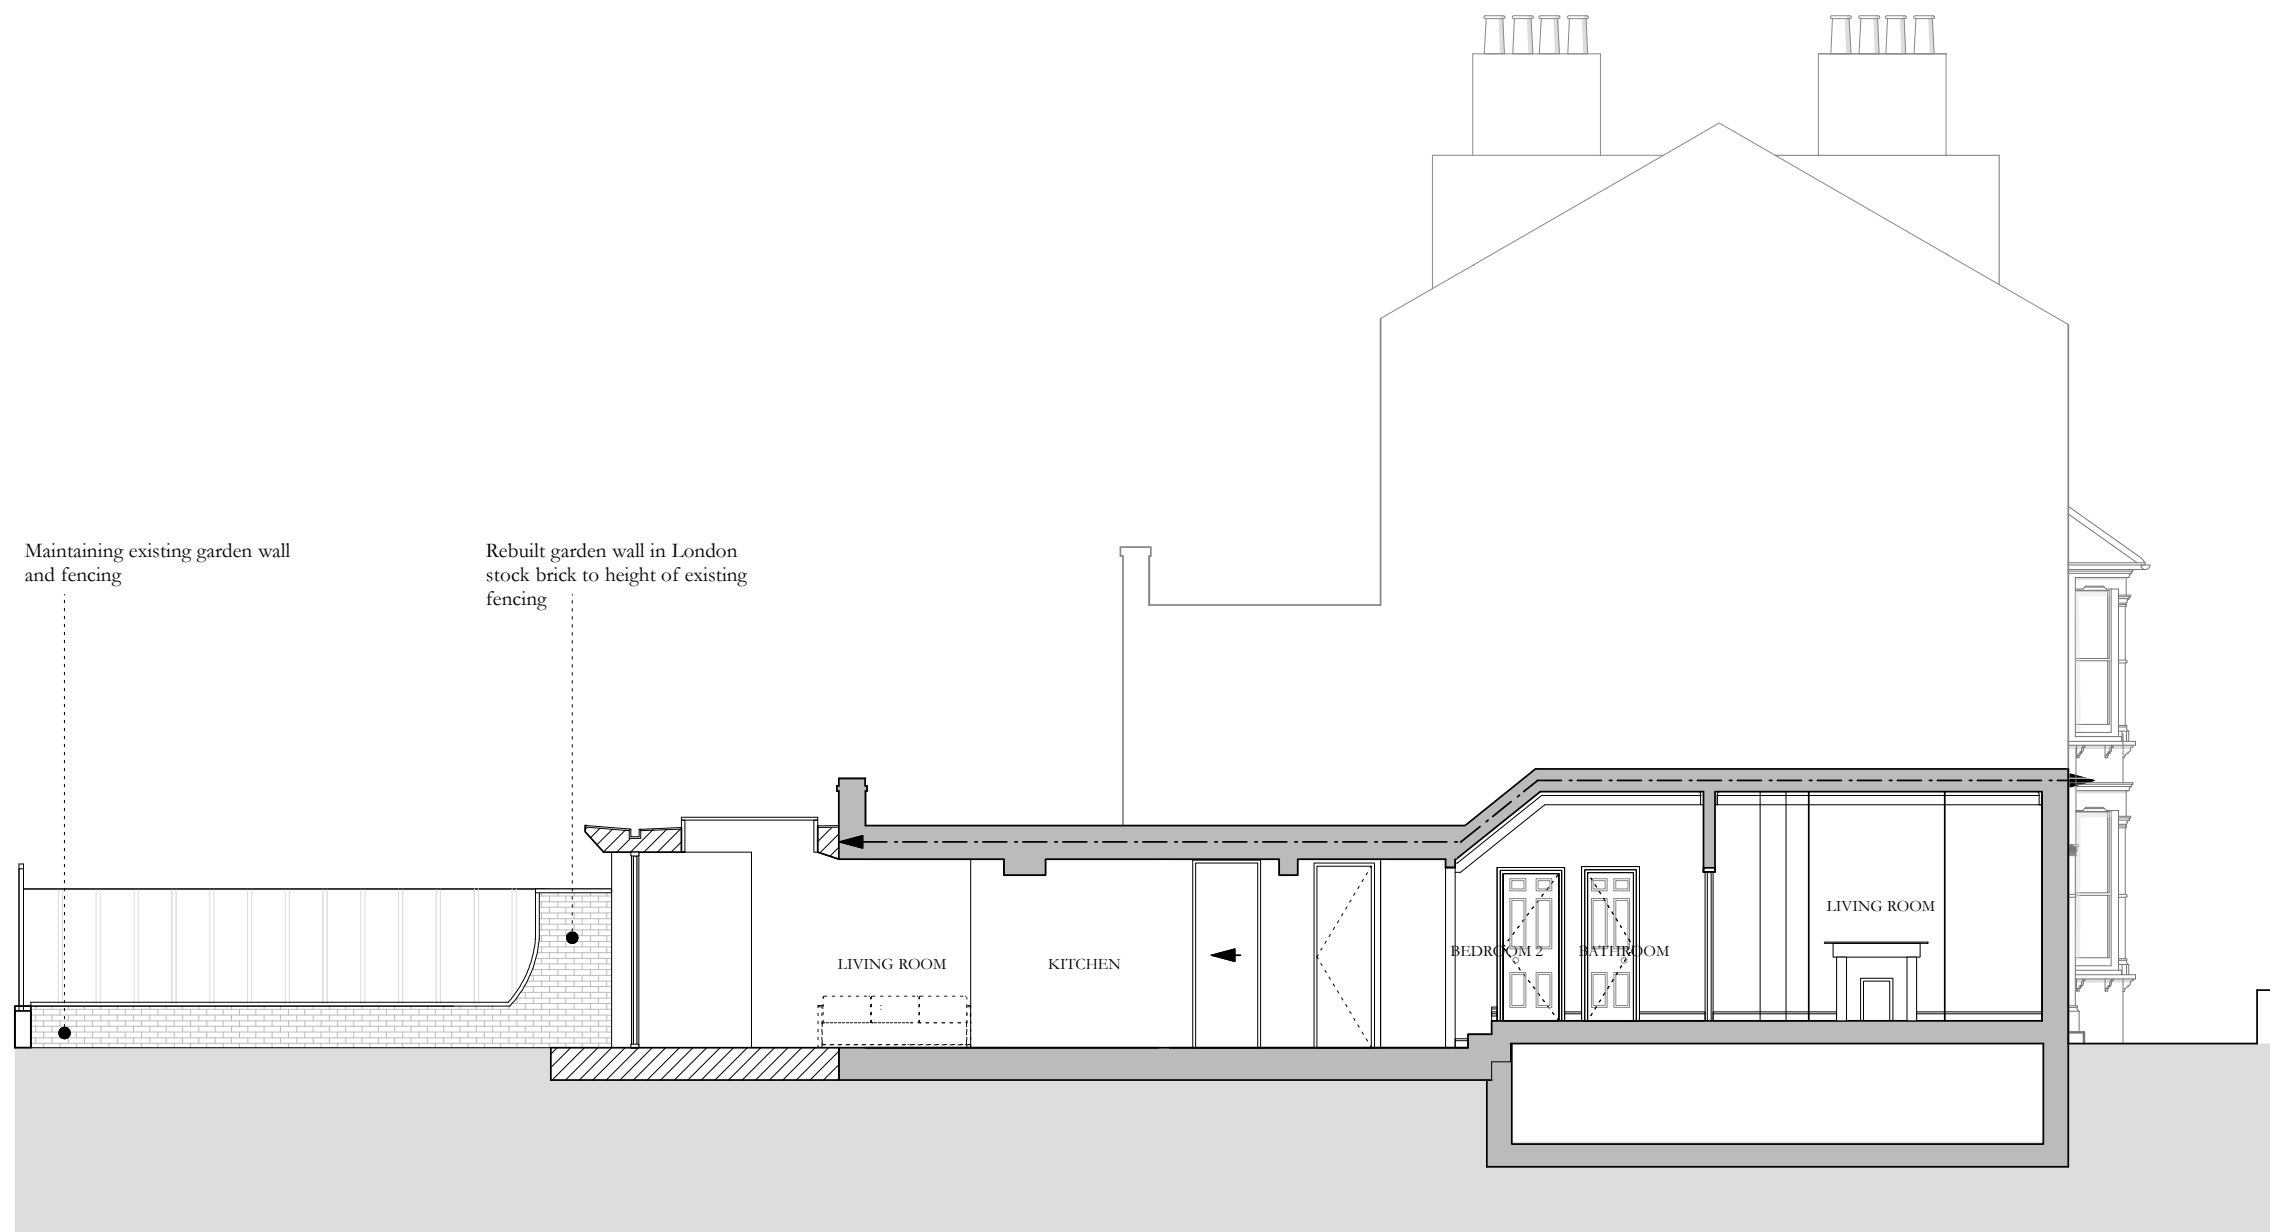 Maintaining existing garden wall
and fencing
Rebuilt garden wall in London
stock brick to height of existing
fencing
LIVING ROOM
KITCHEN
BEDROOM 2
BATHROOM
LIVING ROOM